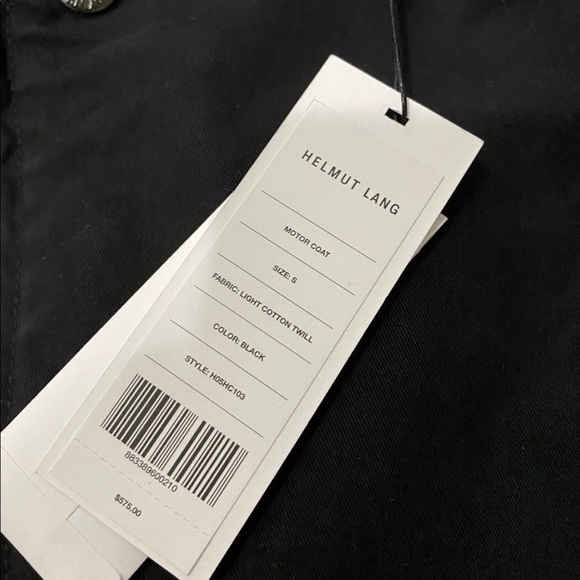 HELMUT LANG
MOTOR COAT
SIZE: S
FABRIC: LIGHT COTTON TWILL
COLOR: BLACK
STYLE: H05HC103
883389600210
$575.00